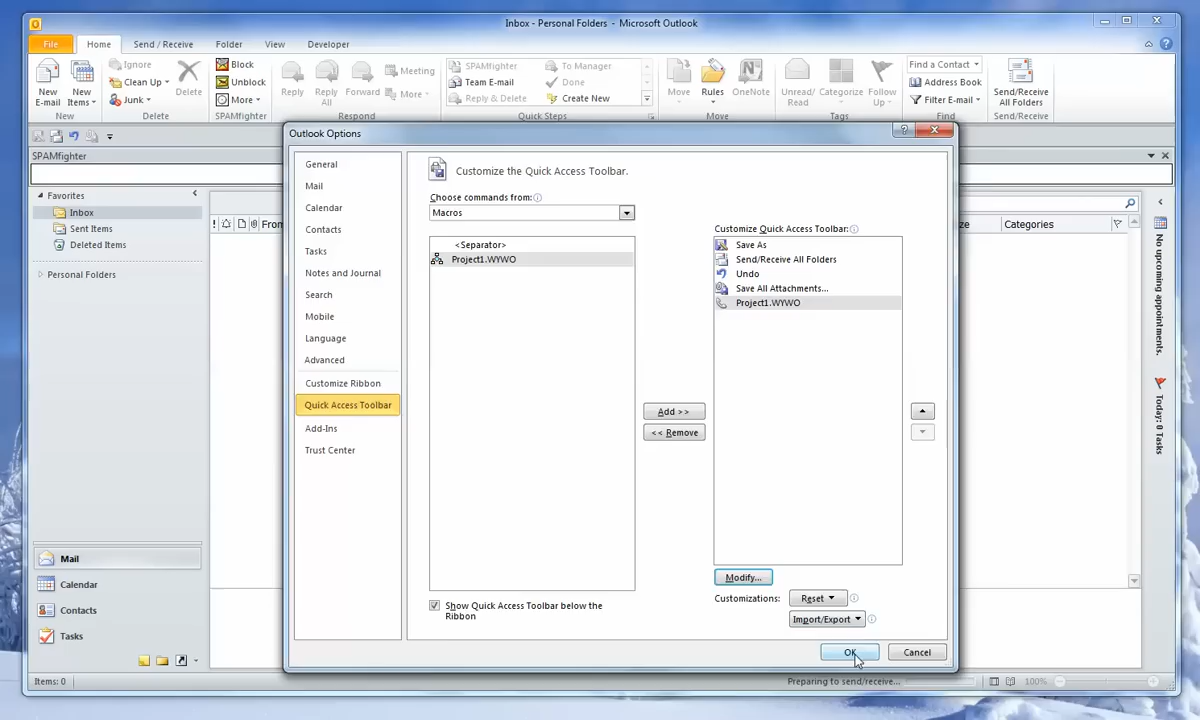 Inbox - Personal Folders - Microsoft Outlook
File Home Send / Receive Folder View Developer
New E-mail
New Items
New
Ignore
Clean Up
Junk
Delete
Delete
Block
Unblock
More
SPAMfighter
Reply
Reply All
Forward
Meeting
More
Respond
SPAMfighter
Team E-mail
Reply & Delete
To Manager
Done
Create New
Quick Steps
Move
Rules
OneNote
Move
Unread/ Read
Categorize
Follow Up
Tags
Find a Contact
Address Book
Filter E-mail
Find
Send/Receive All Folders
Send/Receive
SPAMfighter
Favorites
Inbox
Sent Items
Deleted Items
Personal Folders
Mail
Calendar
Contacts
Tasks
Items: 0
! From
Outlook Options
General
Mail
Calendar
Contacts
Tasks
Notes and Journal
Search
Mobile
Language
Advanced
Customize Ribbon
Quick Access Toolbar
Add-Ins
Trust Center
Customize the Quick Access Toolbar.
Choose commands from:
Macros
<Separator>
Project1.WYWO
Show Quick Access Toolbar below the
Ribbon
Add >>
<< Remove
Customize Quick Access Toolbar:
Save As
Send/Receive All Folders
Undo
Save All Attachments...
Project1.WYWO
Modify...
Customizations: Reset
Import/Export
OK Cancel
ze Categories
No upcoming appointments.
Today: 0 Tasks
Preparing to send/receive... 100%